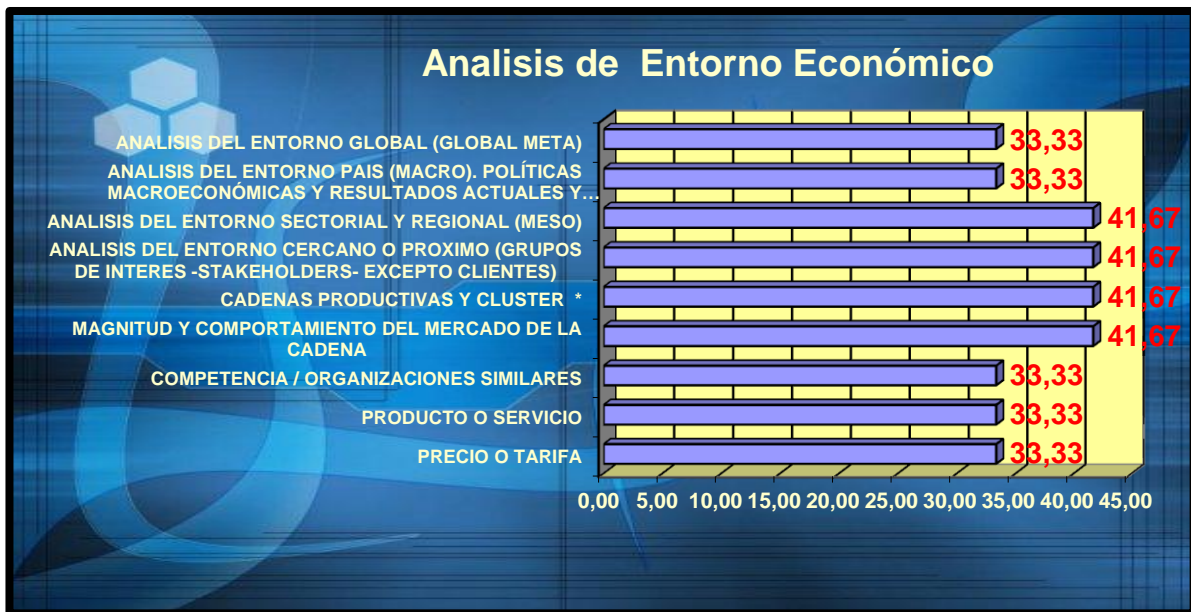 Analisis de  Entorno Económico
ANALISIS DEL ENTORNO GLOBAL (GLOBAL META)
33,33
ANALISIS DEL ENTORNO PAIS (MACRO). POLÍTICAS
MACROECONÓMICAS Y RESULTADOS ACTUALES Y…
33,33
ANALISIS DEL ENTORNO SECTORIAL Y REGIONAL (MESO)
41,67
ANALISIS DEL ENTORNO CERCANO O PROXIMO (GRUPOS
DE INTERES -STAKEHOLDERS- EXCEPTO CLIENTES)
41,67
CADENAS PRODUCTIVAS Y CLUSTER  *
41,67
MAGNITUD Y COMPORTAMIENTO DEL MERCADO DE LA
CADENA
41,67
COMPETENCIA / ORGANIZACIONES SIMILARES
33,33
PRODUCTO O SERVICIO
33,33
PRECIO O TARIFA
33,33
0,00 5,00 10,00 15,00 20,00 25,00 30,00 35,00 40,00 45,00